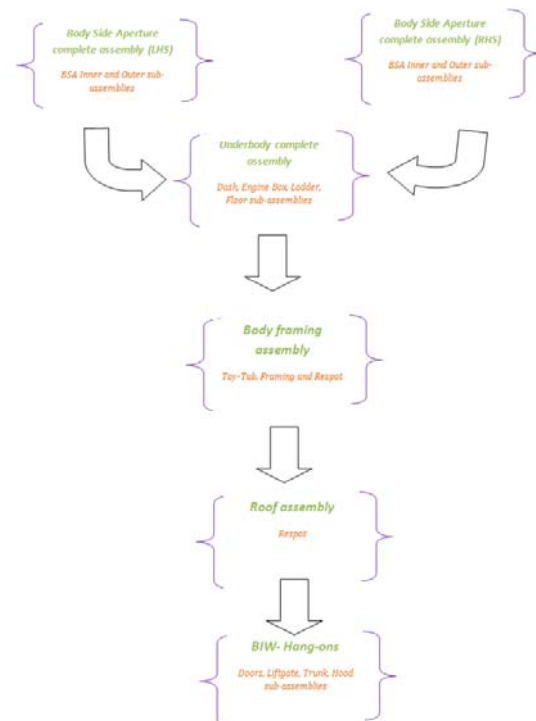 Body Side Aperture
complete assembly (LHS)
BSA Inner and Outer sub-
assemblies
Body Side Aperture
complete assembly (RHS)
BSA Inner and Outer sub-
assemblies
Underbody complete
assembly
Dash, Engine Box, Ladder,
Floor sub-assemblies
Body framing
assembly
Toy-Tab, Framing and Respot
Roof assembly
Respot
BIW- Hang-ons
Doors, Liftgate, Trunk, Hood
sub-assemblies